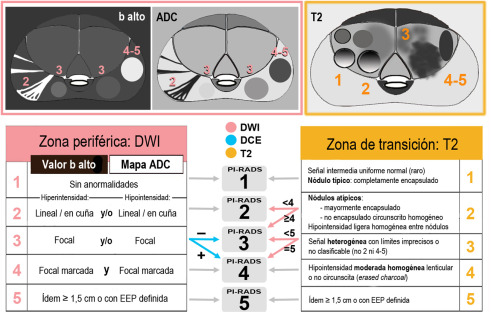 b alto
ADC
T2
4-5
4-5
2
3
3
2
3
3
3
1
2
4-5
DWI
DCE
T2
Zona periférica: DWI
Valor b alto
Mapa ADC
1
Sin anormalidades
Hiperintensidad:
Hipointensidad:
2
Lineal / en cuña
y/o
Lineal / en cuña
3
Focal
y/o
Focal
4
Focal marcada
y
Focal marcada
5
Ídem ≥ 1,5 cm o con EEP definida
PI-RADS
1
PI-RADS
2
PI-RADS
3
PI-RADS
4
PI-RADS
5
–
+
<4
≥4
<5
=5
Zona de transición: T2
Señal intermedia uniforme normal (raro)
Nódulo típico: completamente encapsulado
1
Nódulos atípicos:
- mayormente encapsulado
- no encapsulado circunscrito homogéneo
Hipointensidad ligera homogénea entre nódulos
2
Señal heterogénea con límites imprecisos o
no clasificable (no 2 ni 4-5)
3
Hipointensidad moderada homogénea lenticular
o no circunscrita (erased charcoal)
4
Ídem ≥ 1,5 cm o con EEP definida
5